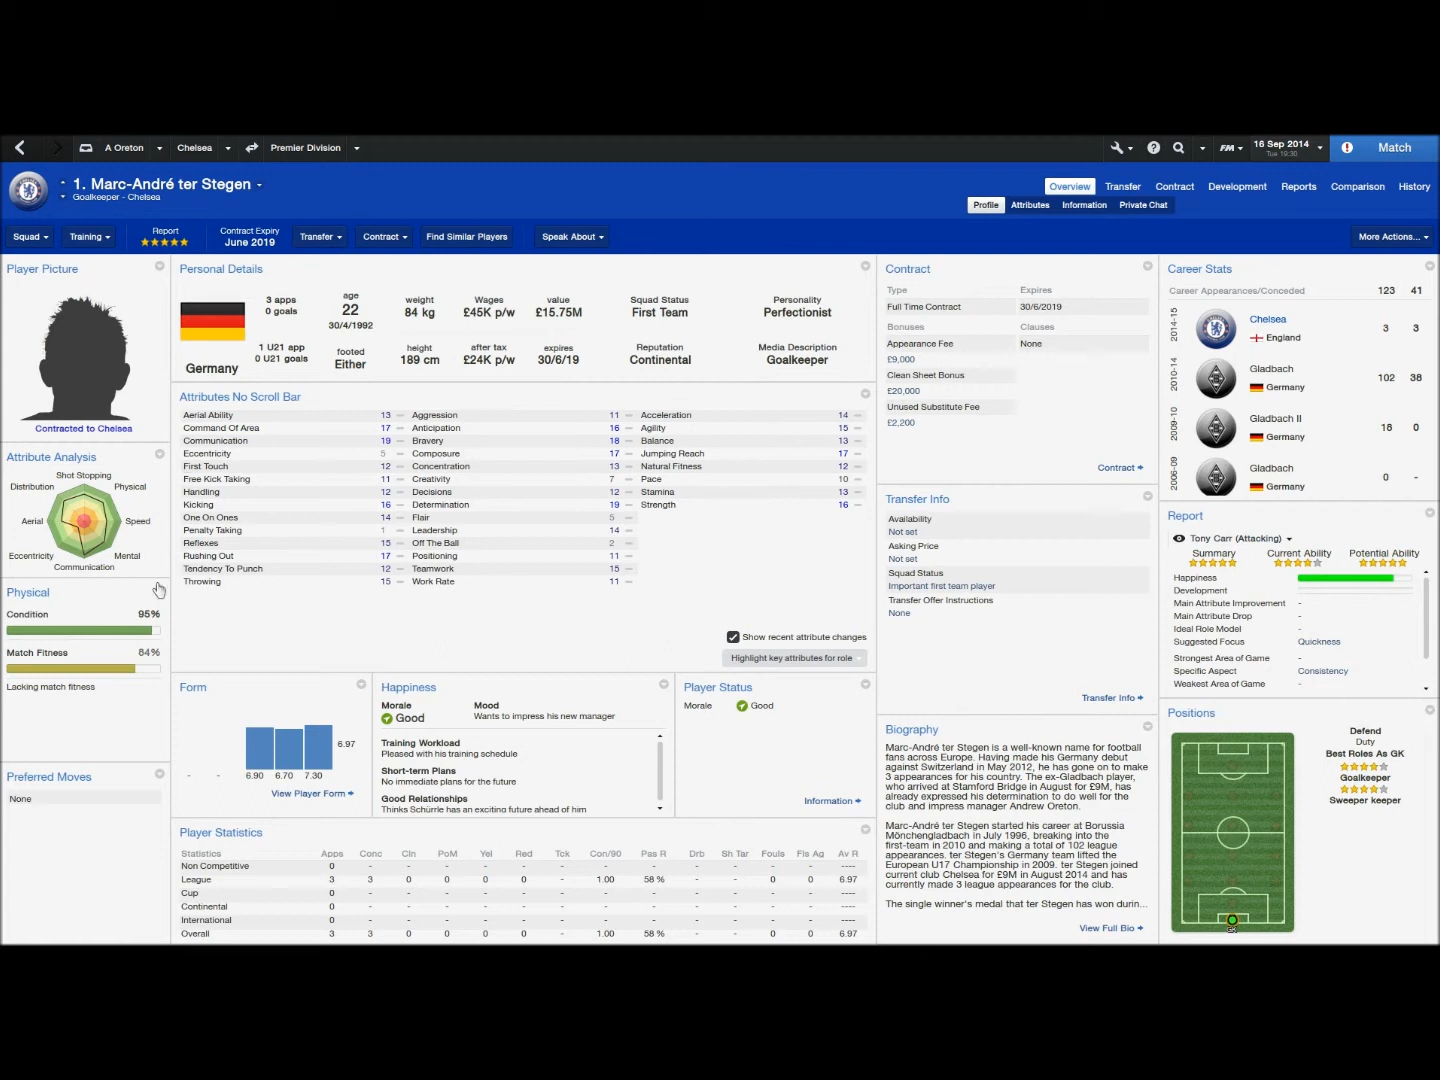 A Oreton Chelsea Premier Division
FM 16 Sep 2014
Tue 19:30
Match
1. Marc-André ter Stegen
Goalkeeper - Chelsea
Overview Transfer Contract Development Reports Comparison History
Profile Attributes Information Private Chat
Squad Training Report Contract Expiry June 2019 Transfer Contract Find Similar Players Speak About More Actions...
Player Picture
Contracted to Chelsea
Attribute Analysis
Shot Stopping
Distribution Physical
Aerial Speed
Eccentricity Mental
Communication
Physical
Condition 95%
Match Fitness 84%
Lacking match fitness
Preferred Moves
None
Personal Details
Germany
3 apps
0 goals
1 U21 app
0 U21 goals
age
22
30/4/1992
footed
Either
weight
84 kg
height
189 cm
Wages
£45K p/w
after tax
£24K p/w
value
£15.75M
expires
30/6/19
Squad Status
First Team
Reputation
Continental
Personality
Perfectionist
Media Description
Goalkeeper
Attributes No Scroll Bar
Aerial Ability 13 Aggression 11 Acceleration 14
Command Of Area 17 Anticipation 16 Agility 15
Communication 19 Bravery 18 Balance 13
Eccentricity 5 Composure 17 Jumping Reach 17
First Touch 12 Concentration 13 Natural Fitness 12
Free Kick Taking 11 Creativity 7 Pace 10
Handling 12 Decisions 12 Stamina 13
Kicking 16 Determination 19 Strength 16
One On Ones 14 Flair 5
Penalty Taking 1 Leadership 14
Reflexes 15 Off The Ball 2
Rushing Out 17 Positioning 11
Tendency To Punch 12 Teamwork 15
Throwing 15 Work Rate 11
Show recent attribute changes
Highlight key attributes for role
Form
6.97
- - 6.90 6.70 7.30
View Player Form
Happiness
Morale
Good
Mood
Wants to impress his new manager
Training Workload
Pleased with his training schedule
Short-term Plans
No immediate plans for the future
Good Relationships
Thinks Schürrle has an exciting future ahead of him
Player Status
Morale Good
Player Statistics
Statistics Apps Conc Cln PoM Yel Red Tck Con/90 Pas R Drb Sh Tar Fouls Fls Ag Av R
Non Competitive 0 - - - - - - - - - - - - ----
League 3 3 0 0 0 0 - 1.00 58 % - - 0 0 6.97
Cup 0 - - - - - - - - - - - - ----
Continental 0 - - - - - - - - - - - - ----
International 0 - - - - - - - - - - - - ----
Overall 3 3 0 0 0 0 - 1.00 58 % - - 0 0 6.97
Contract
Type Expires
Full Time Contract 30/6/2019
Bonuses Clauses
Appearance Fee None
£9,000
Clean Sheet Bonus
£20,000
Unused Substitute Fee
£2,200
Contract
Transfer Info
Availability
Not set
Asking Price
Not set
Squad Status
Important first team player
Transfer Offer Instructions
None
Transfer Info
Biography
Marc-André ter Stegen is a well-known name for football
fans across Europe. Having made his Germany debut
against Switzerland in May 2012, he has gone on to make
3 appearances for his country. The ex-Gladbach player,
who arrived at Stamford Bridge in August for £9M, has
already expressed his determination to do well for the
club and impress manager Andrew Oreton.
Information
Marc-André ter Stegen started his career at Borussia
Mönchengladbach in July 1996, breaking into the
first-team in 2010 and making a total of 102 league
appearances. ter Stegen's Germany team lifted the
European U17 Championship in 2009. ter Stegen joined
current club Chelsea for £9M in August 2014 and has
currently made 3 league appearances for the club.
The single winner's medal that ter Stegen has won durin...
View Full Bio
Career Stats
Career Appearances/Conceded 123 41
2014-15 Chelsea England 3 3
2010-14 Gladbach Germany 102 38
2009-10 Gladbach II Germany 18 0
2006-09 Gladbach Germany 0 -
Report
Tony Carr (Attacking)
Summary Current Ability Potential Ability
Happiness
Development
Main Attribute Improvement -
Main Attribute Drop -
Ideal Role Model -
Suggested Focus Quickness
Strongest Area of Game -
Specific Aspect Consistency
Weakest Area of Game -
Positions
GK
Defend
Duty
Best Roles As GK
Goalkeeper
Sweeper keeper